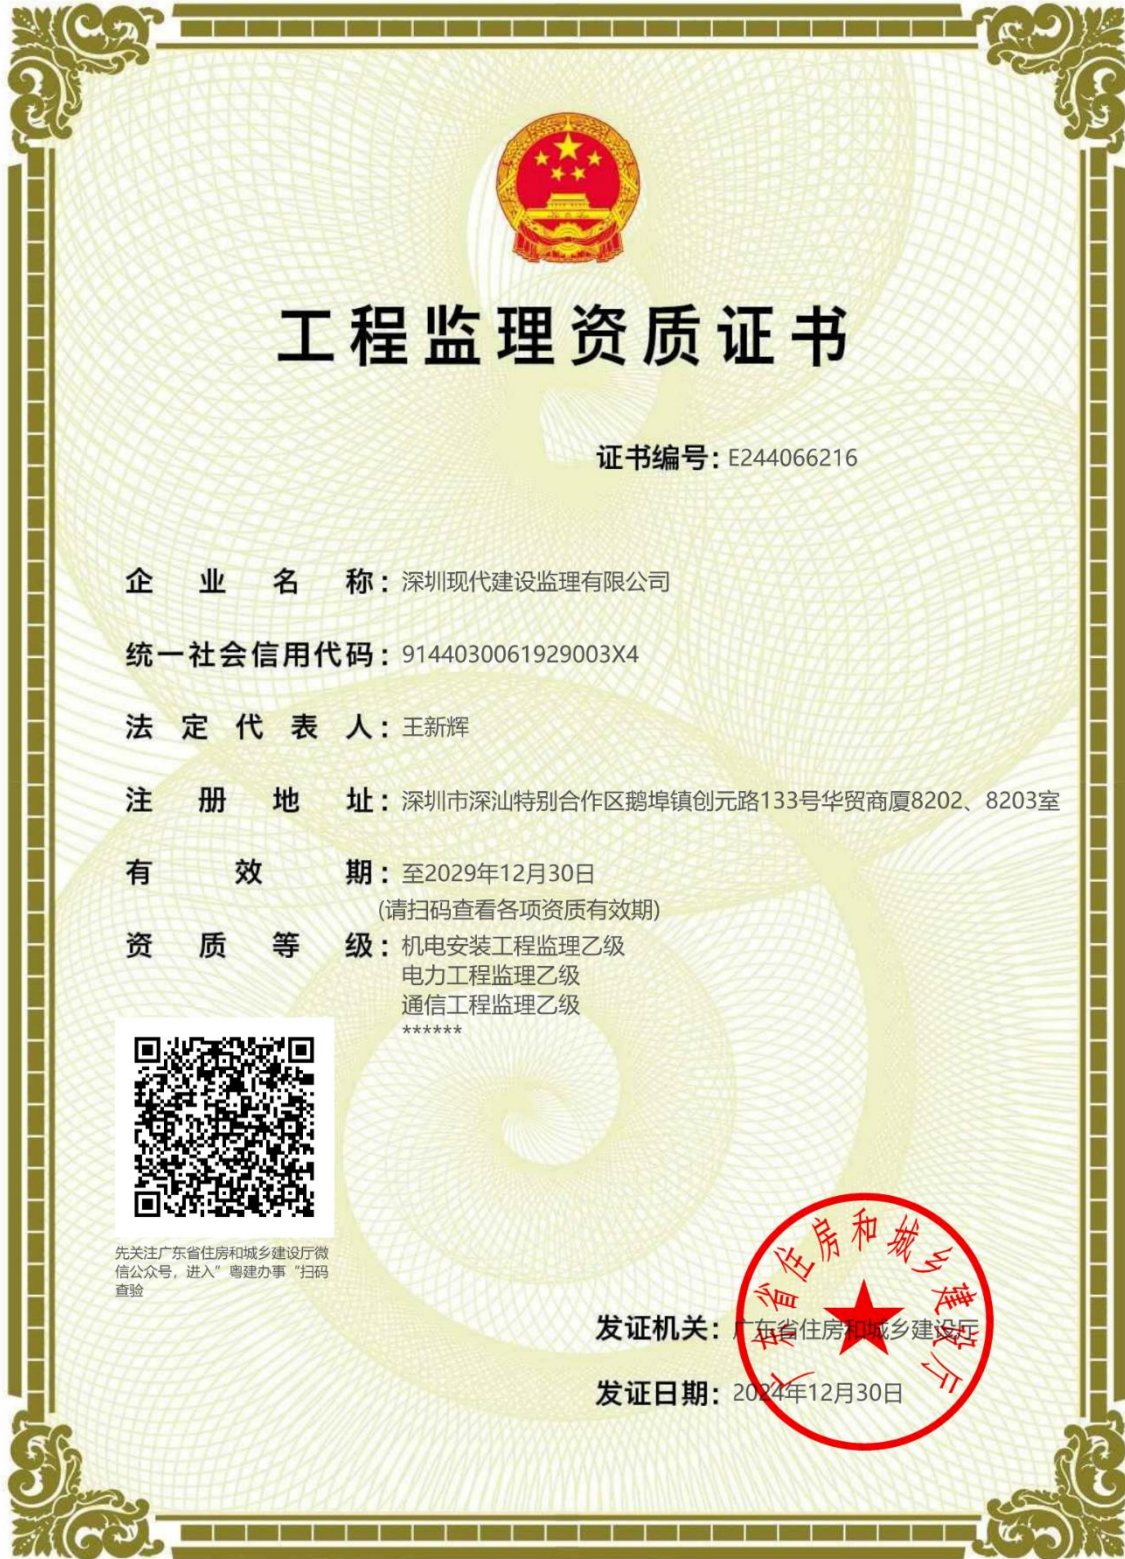 工程监理资质证书
证书编号：E244066216
企业名称：深圳现代建设监理有限公司
统一社会信用代码：9144030061929003X4
法定代表人：王新辉
注册地址：深圳市深汕特别合作区鹅埠镇创元路133号华贸商厦8202、8203室
有效期：至2029年12月30日
(请扫码查看各项资质有效期)
资质等级：机电安装工程监理乙级
电力工程监理乙级
通信工程监理乙级
******
先关注广东省住房和城乡建设厅微
信公众号，进入”粤建办事“扫码
查验
广东省住房和城乡建设厅
发证机关：广东省住房和城乡建设厅
发证日期：2024年12月30日